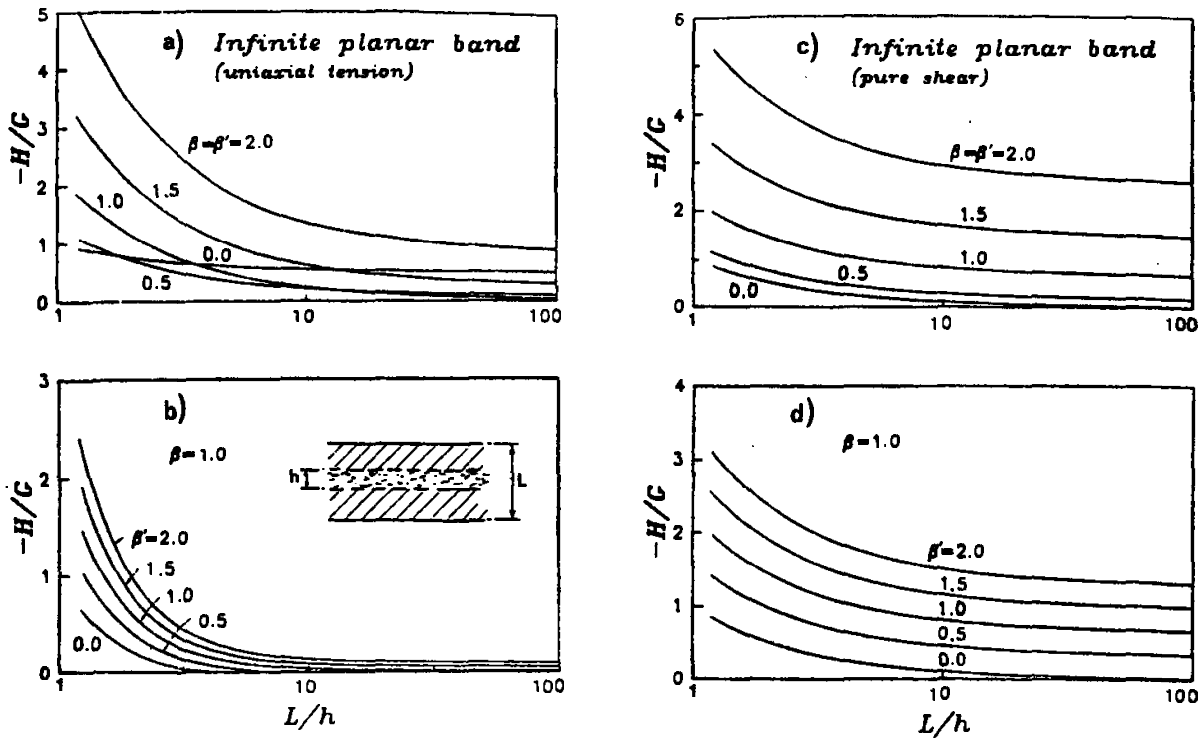 a) Infinite planar band
(uniaxial tension)
-H/G
5
4
3
2
1
0
β=β'=2.0
1.5
1.0
0.0
0.5
1
10
100
c) Infinite planar band
(pure shear)
-H/G
6
4
2
0
β=β'=2.0
1.5
1.0
0.5
0.0
1
10
100
b)
-H/G
3
2
1
0
β=1.0
h
L
β'=2.0
1.5
1.0
0.5
0.0
1
10
100
L/h
d)
-H/G
4
3
2
1
0
β=1.0
β'=2.0
1.5
1.0
0.5
0.0
1
10
100
L/h